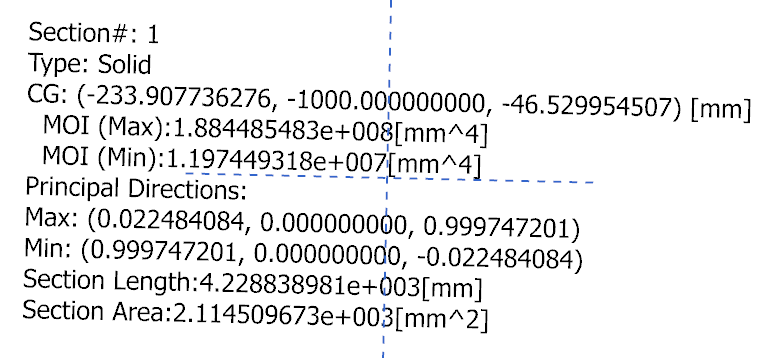 Section#: 1
Type: Solid
CG: (-233.907736276, -1000.000000000, -46.529954507) [mm]
MOI (Max):1.884485483e+008[mm^4]
MOI (Min):1.197449318e+007[mm^4]
Principal Directions:
Max: (0.022484084, 0.000000000, 0.999747201)
Min: (0.999747201, 0.000000000, -0.022484084)
Section Length:4.228838981e+003[mm]
Section Area:2.114509673e+003[mm^2]